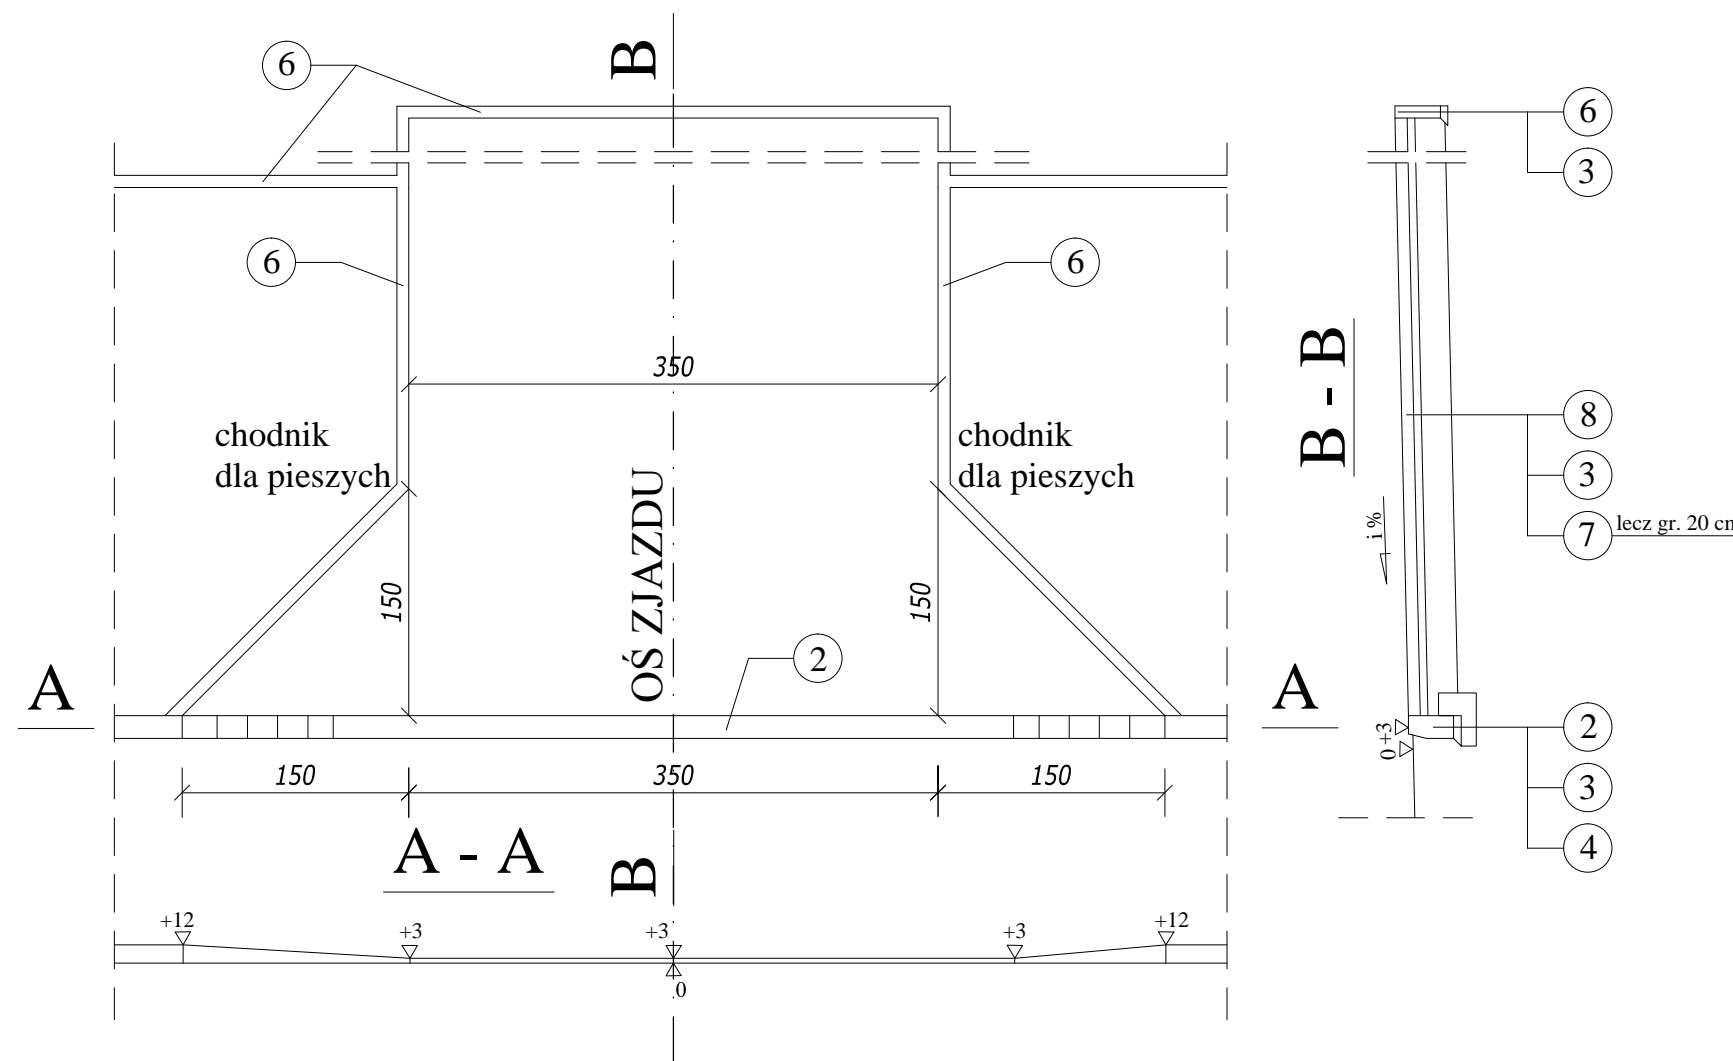 B
6
6
3
6
6
350
B - B
8
chodnik
dla pieszych
chodnik
dla pieszych
3
i %
7 lecz gr. 20 cm
150
OŚ ZJAZDU
150
2
A
A
+3
0
2
3
150
350
150
4
A - A
B
+12
+3
+3
+3
+12
0